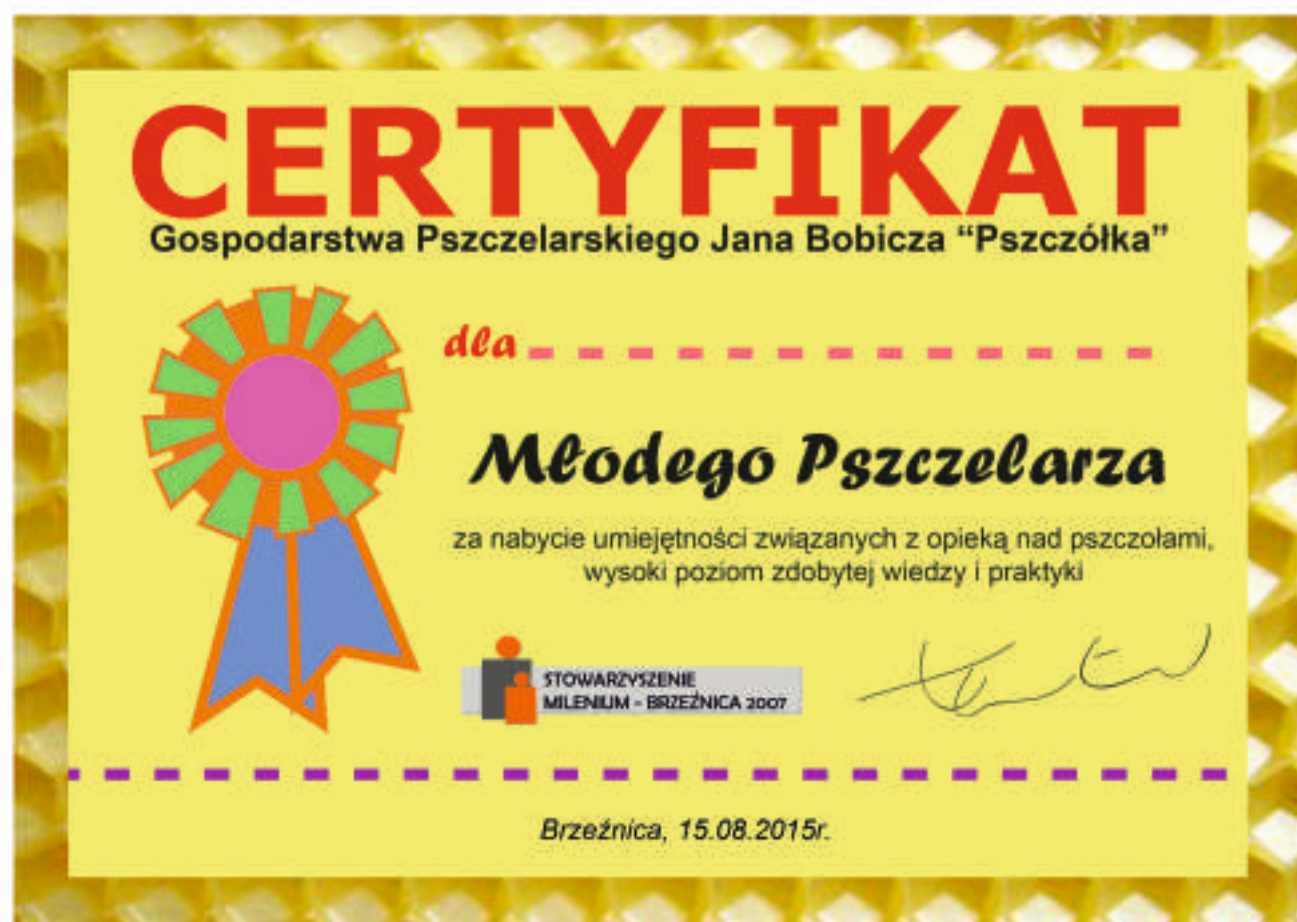 CERTYFIKAT
Gospodarstwa Pszczelarskiego Jana Bobicza “Pszczółka”
dla
Młodego Pszczelarza
za nabycie umiejętności związanych z opieką nad pszczołami,
wysoki poziom zdobytej wiedzy i praktyki
STOWARZYSZENIE
MILENIUM - BRZEŹNICA 2007
Brzeźnica, 15.08.2015r.